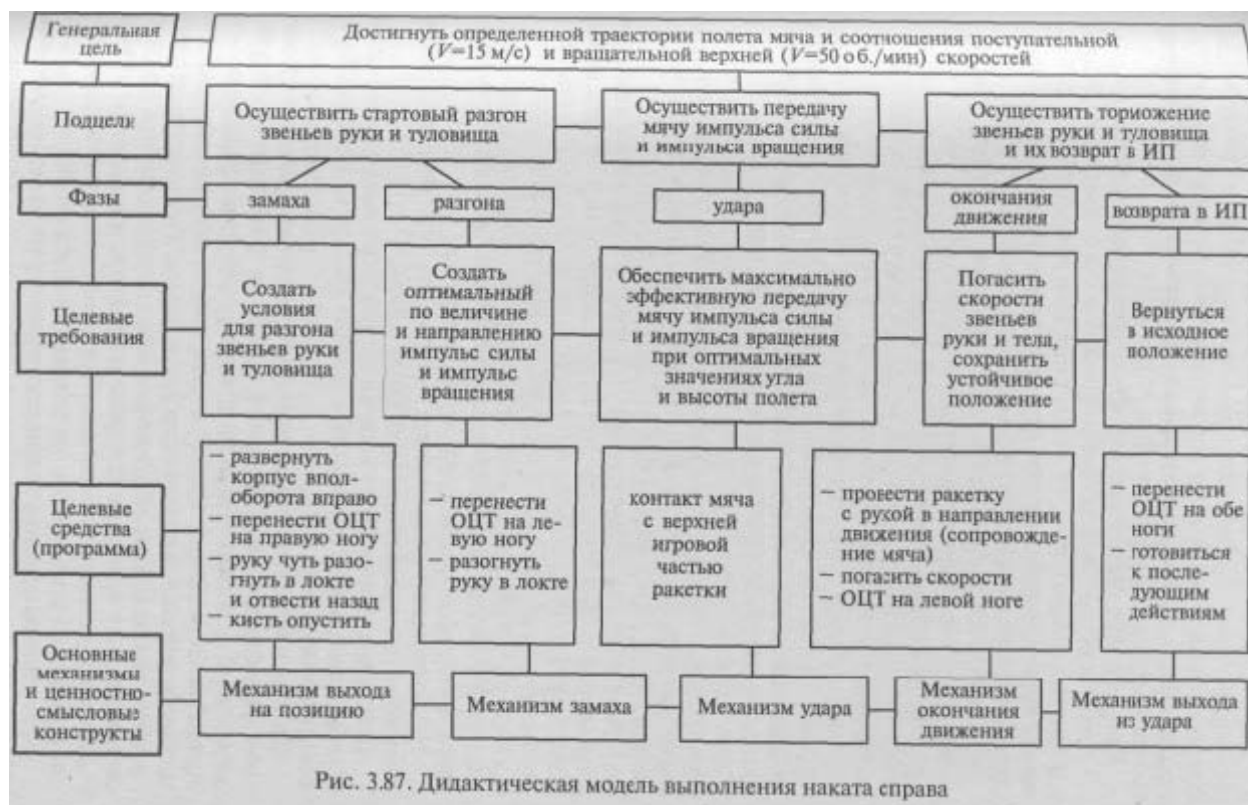 Генеральная
цель
Достигнуть определенной траектории полета мяча и соотношения поступательной
(V=15 м/с) и вращательной верхней (V=50 об./мин) скоростей
Подцели
Осуществить стартовый разгон
звеньев руки и туловища
Осуществить передачу
мячу импульса силы
и импульса вращения
Осуществить торможение
звеньев руки и туловища
и их возврат в ИП
Фазы
замаха
разгона
удара
окончания
движения
возврата в ИП
Целевые
требования
Создать
условия
для разгона
звеньев руки
и туловища
Создать
оптимальный
по величине
и направлению
импульс силы
и импульс
вращения
Обеспечить максимально
эффективную передачу
мячу импульса силы
и импульса вращения
при оптимальных
значениях угла
и высоты полета
Погасить
скорости
звеньев
руки и тела,
сохранить
устойчивое
положение
Вернуться
в исходное
положение
Целевые
средства
(программа)
— развернуть
корпус впол-
оборота вправо
— перенести ОЦТ
на правую ногу
— руку чуть разо-
гнуть в локте
и отвести назад
— кисть опустить
— перенести
ОЦТ на ле-
вую ногу
— разогнуть
руку в локте
контакт мяча
с верхней
игровой
частью
ракетки
— провести ракетку
с рукой в направлении
движения (сопровожде-
ние мяча)
— погасить скорости
— ОЦТ на левой ноге
— перенести
ОЦТ на обе
ноги
— готовиться
к после-
дующим
действиям
Основные
механизмы
и ценностно-
смысловые
конструкты
Механизм выхода
на позицию
Механизм замаха
Механизм удара
Механизм
окончания
движения
Механизм выхода
из удара
Рис. 3.87. Дидактическая модель выполнения наката справа